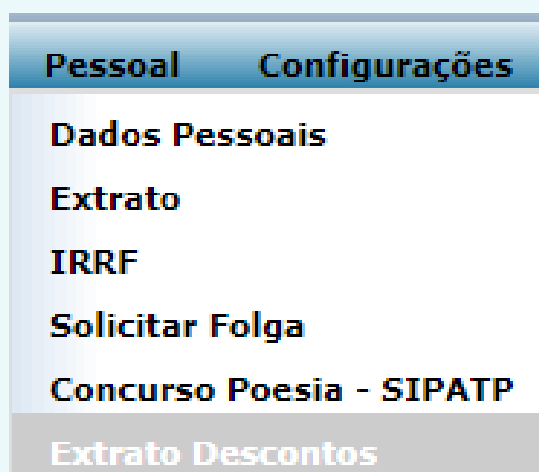 Pessoal Configurações
Dados Pessoais
Extrato
IRRF
Solicitar Folga
Concurso Poesia - SIPATP
Extrato Descontos